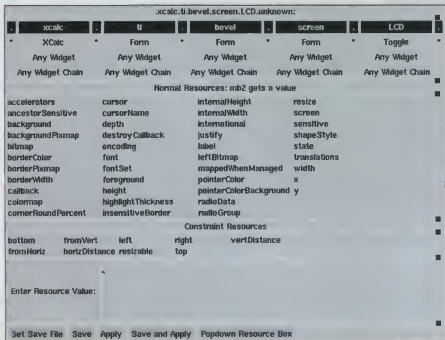 .xcalc.ti.bevel.screen.LCD.unknown:
. xcalc . ti . bevel . screen . LCD .
* XCalc * Form * Form * Form * Toggle *
Any Widget Any Widget Any Widget Any Widget Any Widget
Any Widget Chain Any Widget Chain Any Widget Chain Any Widget Chain Any Widget Chain
Normal Resources: mb2 gets a value
accelerators cursor internalHeight resize
ancestorSensitive cursorName internalWidth screen
background depth international sensitive
backgroundPixmap destroyCallback justify shapeStyle
bitmap encoding label state
borderColor font leftBitmap translations
borderPixmap fontSet mappedWhenManaged width
borderWidth foreground pointerColor x
callback height pointerColorBackground y
colormap highlightThickness radioData
cornerRoundPercent insensitiveBorder radioGroup
Constraint Resources
bottom fromVert left right vertDistance
fromHoriz horizDistance resizable top
Enter Resource Value:
Set Save File Save Apply Save and Apply Popdown Resource Box